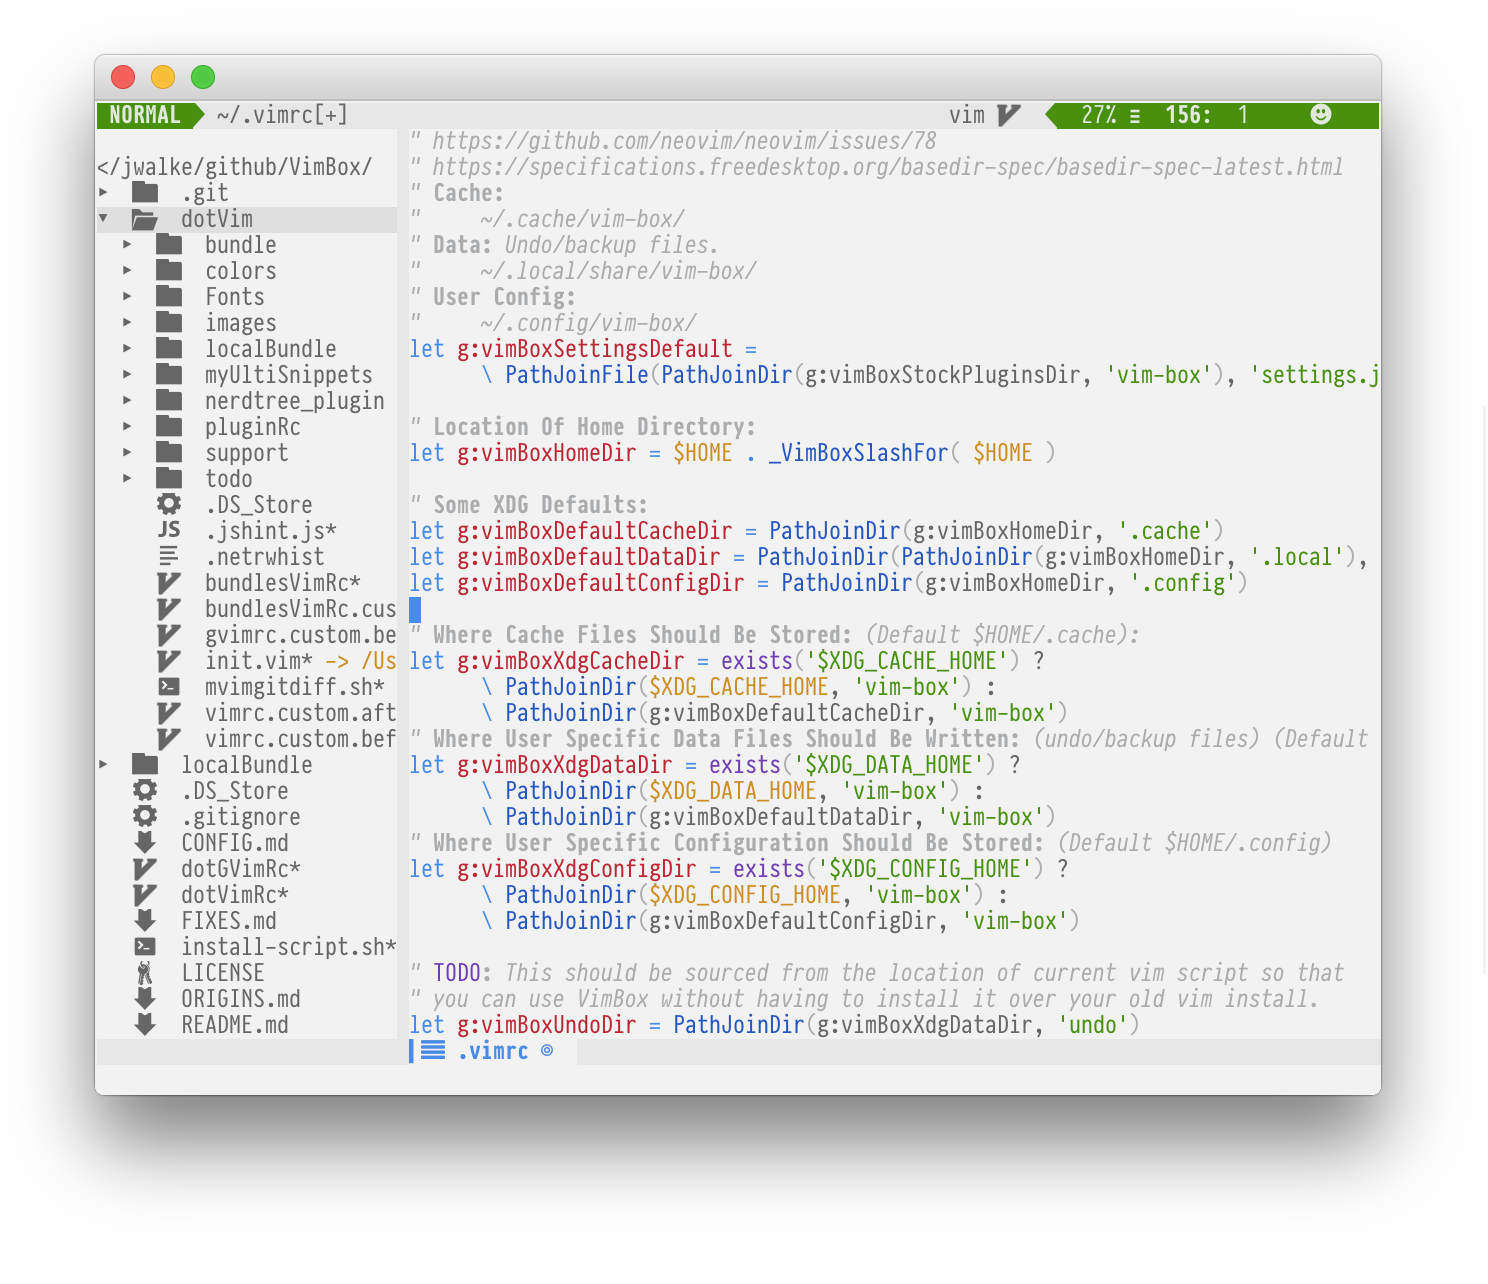 NORMAL ~/.vimrc[+] vim 27% ≡ 156: 1
</jwalke/github/VimBox/
▸ .git
▾ dotVim
▸ bundle
▸ colors
▸ Fonts
▸ images
▸ localBundle
▸ myUltiSnippets
▸ nerdtree_plugin
▸ pluginRc
▸ support
▸ todo
.DS_Store
JS .jshint.js*
.netrwhist
bundlesVimRc*
bundlesVimRc.cus
gvimrc.custom.be
init.vim* -> /Us
mvimgitdiff.sh*
vimrc.custom.aft
vimrc.custom.bef
▸ localBundle
.DS_Store
.gitignore
CONFIG.md
dotGVimRc*
dotVimRc*
FIXES.md
install-script.sh*
LICENSE
ORIGINS.md
README.md
" https://github.com/neovim/neovim/issues/78
" https://specifications.freedesktop.org/basedir-spec/basedir-spec-latest.html
" Cache:
" ~/.cache/vim-box/
" Data: Undo/backup files.
" ~/.local/share/vim-box/
" User Config:
" ~/.config/vim-box/
let g:vimBoxSettingsDefault =
\ PathJoinFile(PathJoinDir(g:vimBoxStockPluginsDir, 'vim-box'), 'settings.j
" Location Of Home Directory:
let g:vimBoxHomeDir = $HOME . _VimBoxSlashFor( $HOME )
" Some XDG Defaults:
let g:vimBoxDefaultCacheDir = PathJoinDir(g:vimBoxHomeDir, '.cache')
let g:vimBoxDefaultDataDir = PathJoinDir(PathJoinDir(g:vimBoxHomeDir, '.local'),
let g:vimBoxDefaultConfigDir = PathJoinDir(g:vimBoxHomeDir, '.config')
" Where Cache Files Should Be Stored: (Default $HOME/.cache):
let g:vimBoxXdgCacheDir = exists('$XDG_CACHE_HOME') ?
\ PathJoinDir($XDG_CACHE_HOME, 'vim-box') :
\ PathJoinDir(g:vimBoxDefaultCacheDir, 'vim-box')
" Where User Specific Data Files Should Be Written: (undo/backup files) (Default
let g:vimBoxXdgDataDir = exists('$XDG_DATA_HOME') ?
\ PathJoinDir($XDG_DATA_HOME, 'vim-box') :
\ PathJoinDir(g:vimBoxDefaultDataDir, 'vim-box')
" Where User Specific Configuration Should Be Stored: (Default $HOME/.config)
let g:vimBoxXdgConfigDir = exists('$XDG_CONFIG_HOME') ?
\ PathJoinDir($XDG_CONFIG_HOME, 'vim-box') :
\ PathJoinDir(g:vimBoxDefaultConfigDir, 'vim-box')
" TODO: This should be sourced from the location of current vim script so that
" you can use VimBox without having to install it over your old vim install.
let g:vimBoxUndoDir = PathJoinDir(g:vimBoxXdgDataDir, 'undo')
.vimrc ◎